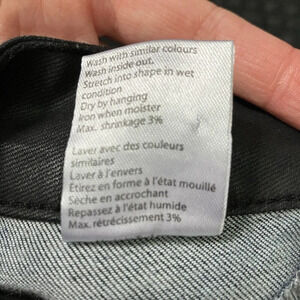 Wash with similar colours
Wash inside out.
Stretch into shape in wet
condition
Dry by hanging
Iron when moister
Max. shrinkage 3%
Laver avec des couleurs
similaires
Laver à l'envers
Étirez en forme à l'état mouillé
Sèche en accrochant
Repassez à l'état humide
Max. rétrécissement 3%